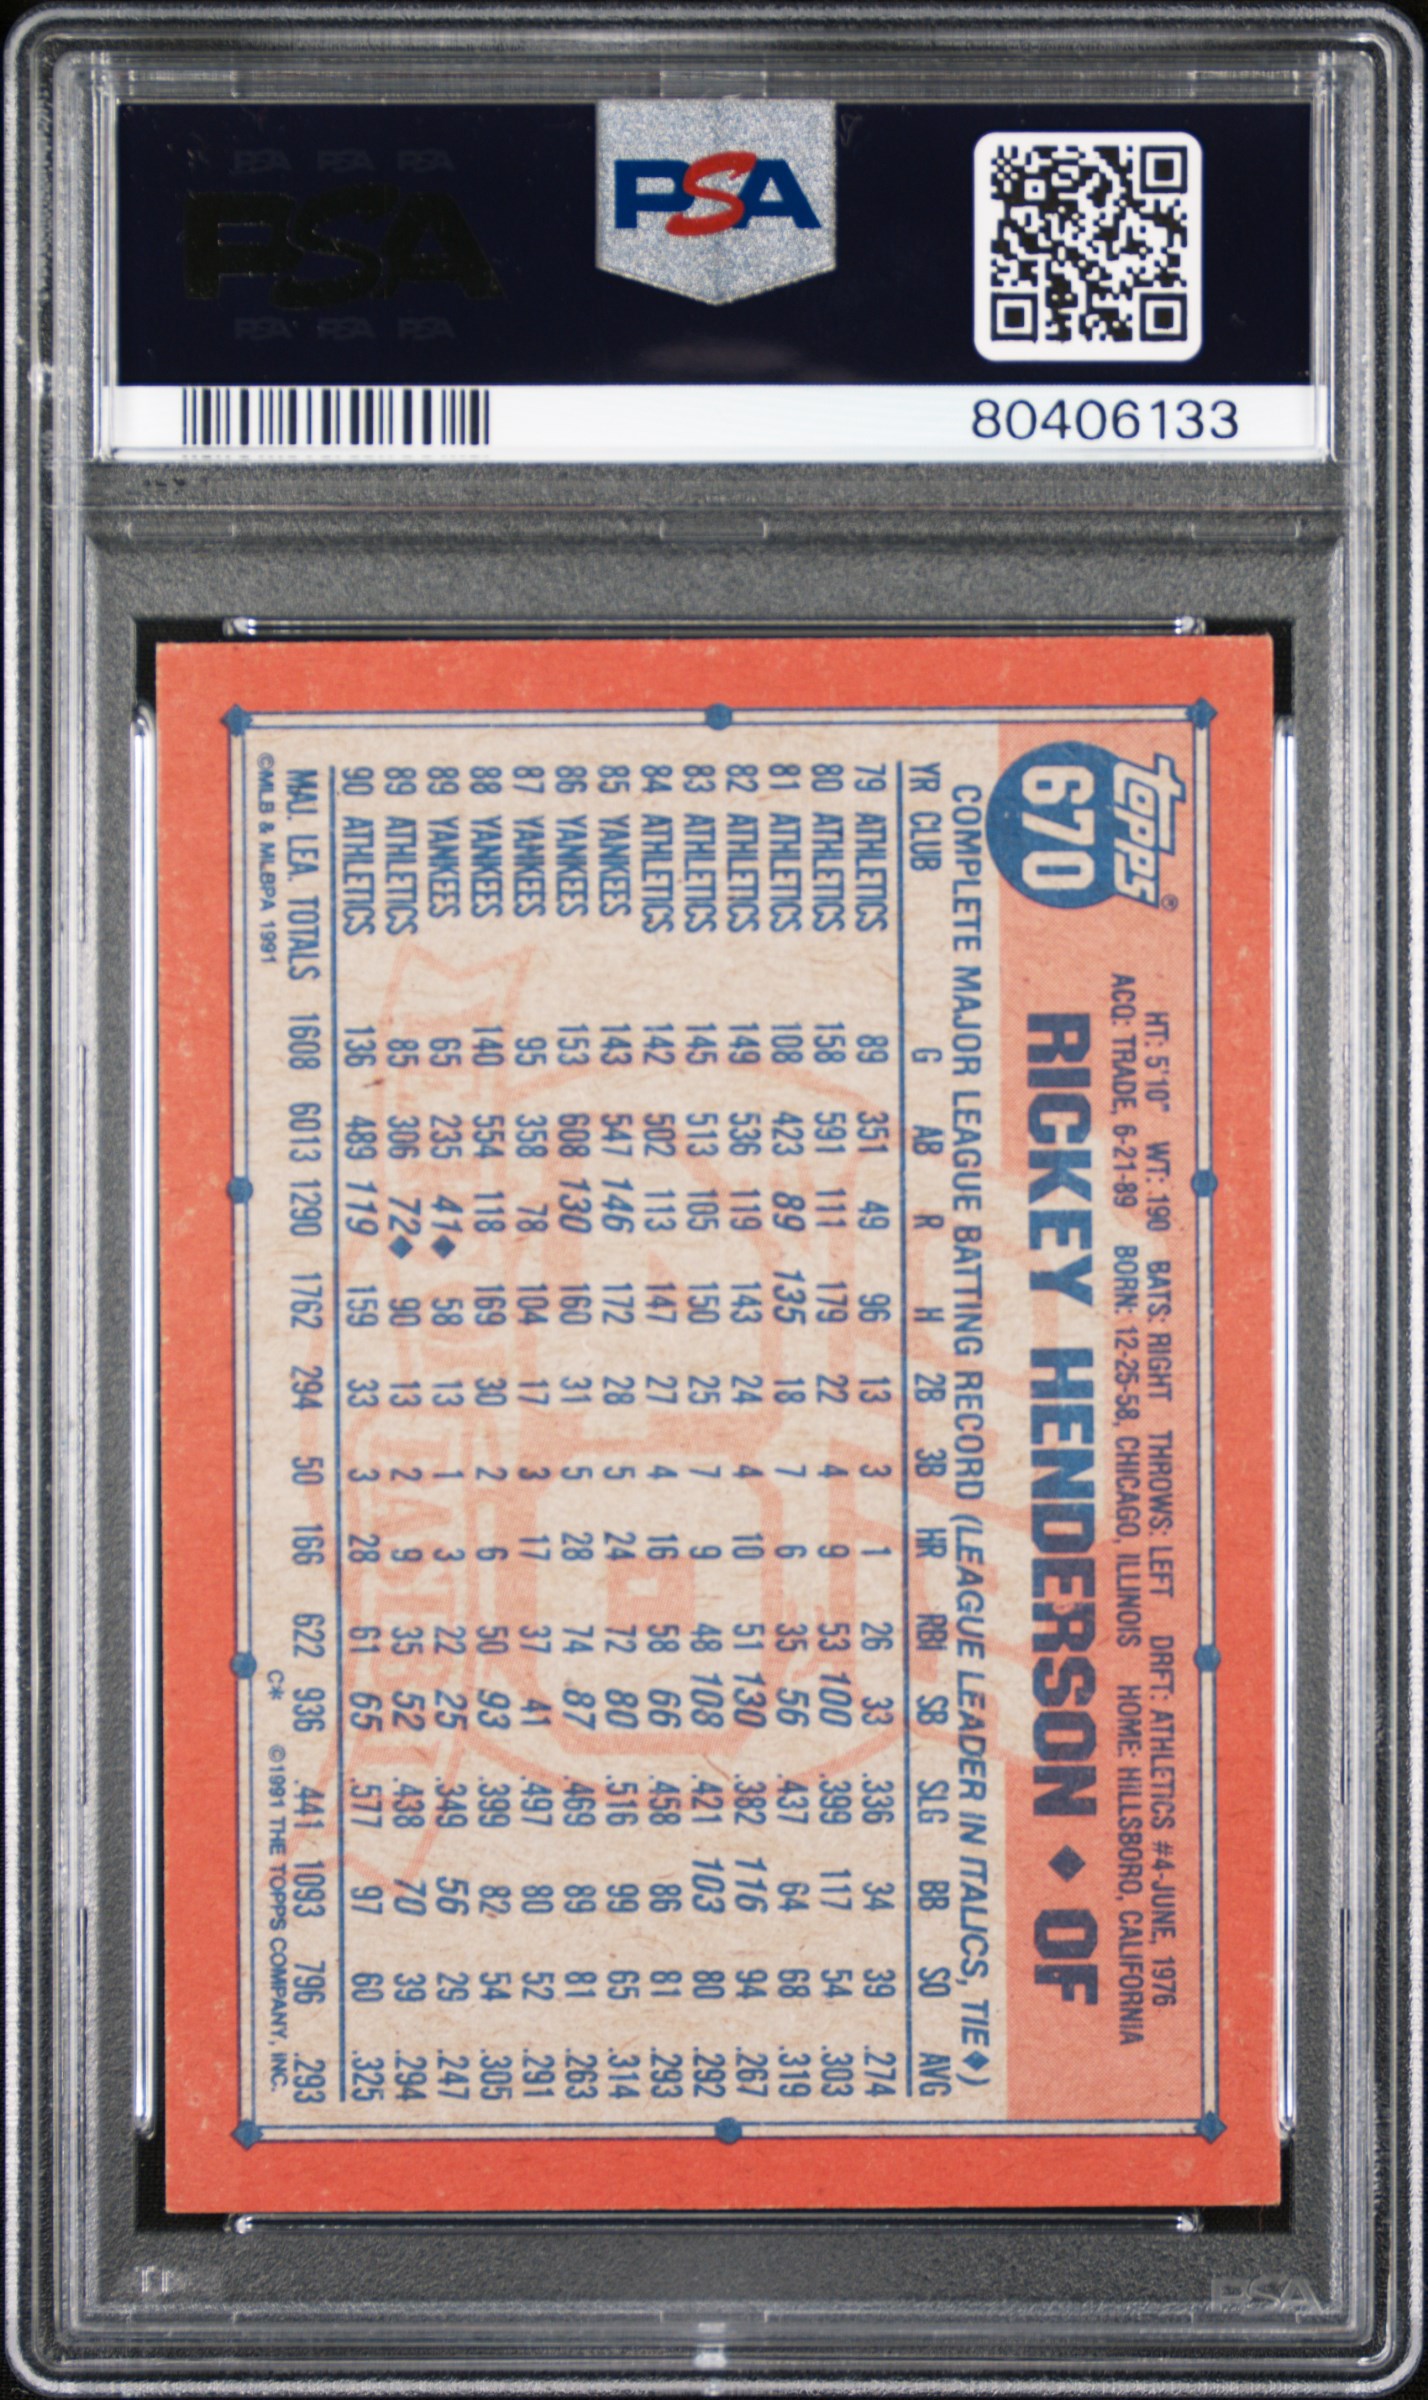 PSA PSA PSA
PSA
PSA PSA PSA
PSA
80406133
Topps®
670
HT: 5'10" WT: 190 BATS: RIGHT THROWS: LEFT DRFT: ATHLETICS #4-JUNE, 1976
ACQ: TRADE, 6-21-89 BORN: 12-25-58, CHICAGO, ILLINOIS HOME: HILLSBORO, CALIFORNIA
RICKEY HENDERSON ◆ OF
COMPLETE MAJOR LEAGUE BATTING RECORD (LEAGUE LEADER IN ITALICS, TIE◆)
YR CLUB G AB R H 2B 3B HR RBI SB SLG BB SO AVG
79 ATHLETICS 89 351 49 96 13 3 1 26 33 .336 34 39 .274
80 ATHLETICS 158 591 111 179 22 4 9 53 100 .399 117 54 .303
81 ATHLETICS 108 423 89 135 18 7 6 35 56 .437 64 68 .319
82 ATHLETICS 149 536 119 143 24 4 10 51 130 .382 116 94 .267
83 ATHLETICS 145 513 105 150 25 7 9 48 108 .421 103 80 .292
84 ATHLETICS 142 502 113 147 27 4 16 58 66 .458 86 81 .293
85 YANKEES 143 547 146 172 28 5 24 72 80 .516 99 65 .314
86 YANKEES 153 608 130 160 31 5 28 74 87 .469 89 81 .263
87 YANKEES 95 358 78 104 17 3 17 37 41 .497 80 52 .291
88 YANKEES 140 554 118 169 30 2 6 50 93 .399 82 54 .305
89 YANKEES 65 235 41◆ 58 13 1 3 22 25 .349 56 29 .247
89 ATHLETICS 85 306 72◆ 90 13 2 9 35 52 .438 70 39 .294
90 ATHLETICS 136 489 119 159 33 3 28 61 65 .577 97 60 .325
MAJ. LEA. TOTALS 1608 6013 1290 1762 294 50 166 622 936 .441 1093 796 .293
©MLB & MLBPA 1991 C* ©1991 THE TOPPS COMPANY, INC.
PSA